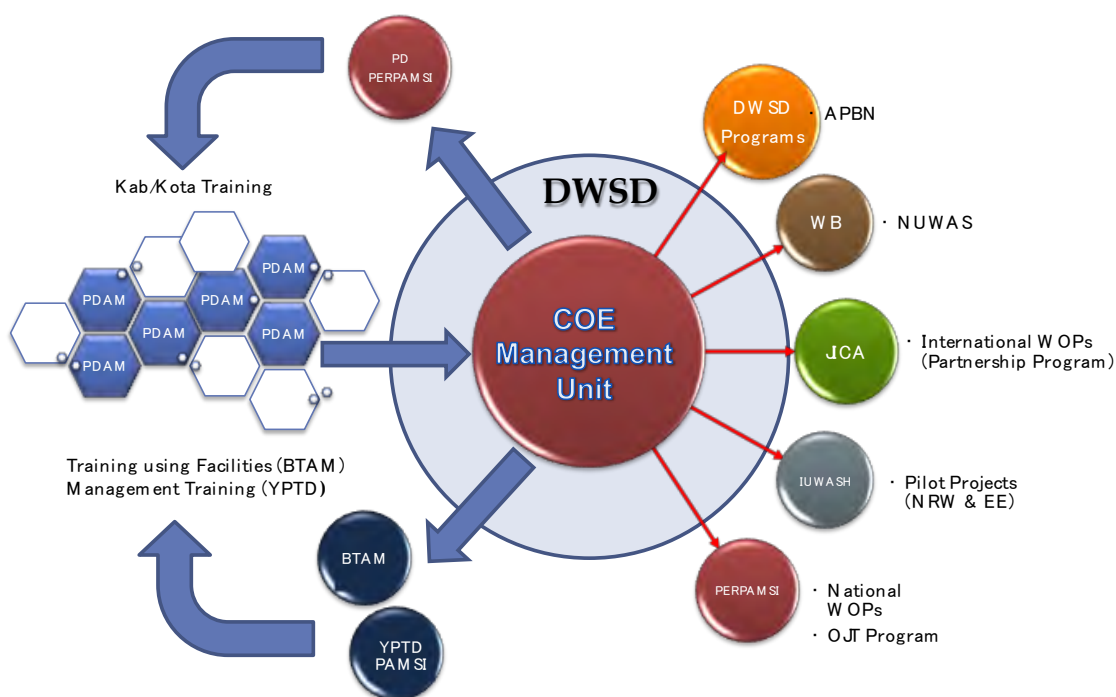 PD
PERPAMSI
Kab/Kota Training
PDAM
PDAM
PDAM
PDAM
PDAM
PDAM
Training using Facilities (BTAM)
Management Training (YPTD)
BTAM
YPTD
PAMSI
DWSD
COE
Management
Unit
DWSD
Programs
· APBN
WB
· NUWAS
JICA
· International WOPs
(Partnership Program)
IUWASH
· Pilot Projects
(NRW & EE)
PERPAMSI
· National
WOPs
· OJT Program